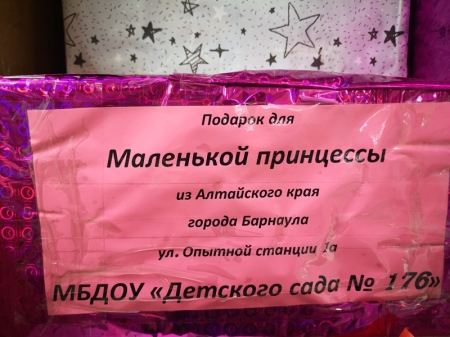 Подарок для
Маленькой принцессы
из Алтайского края
города Барнаула
ул. Опытной станции 1а
МБДОУ «Детского сада № 176»